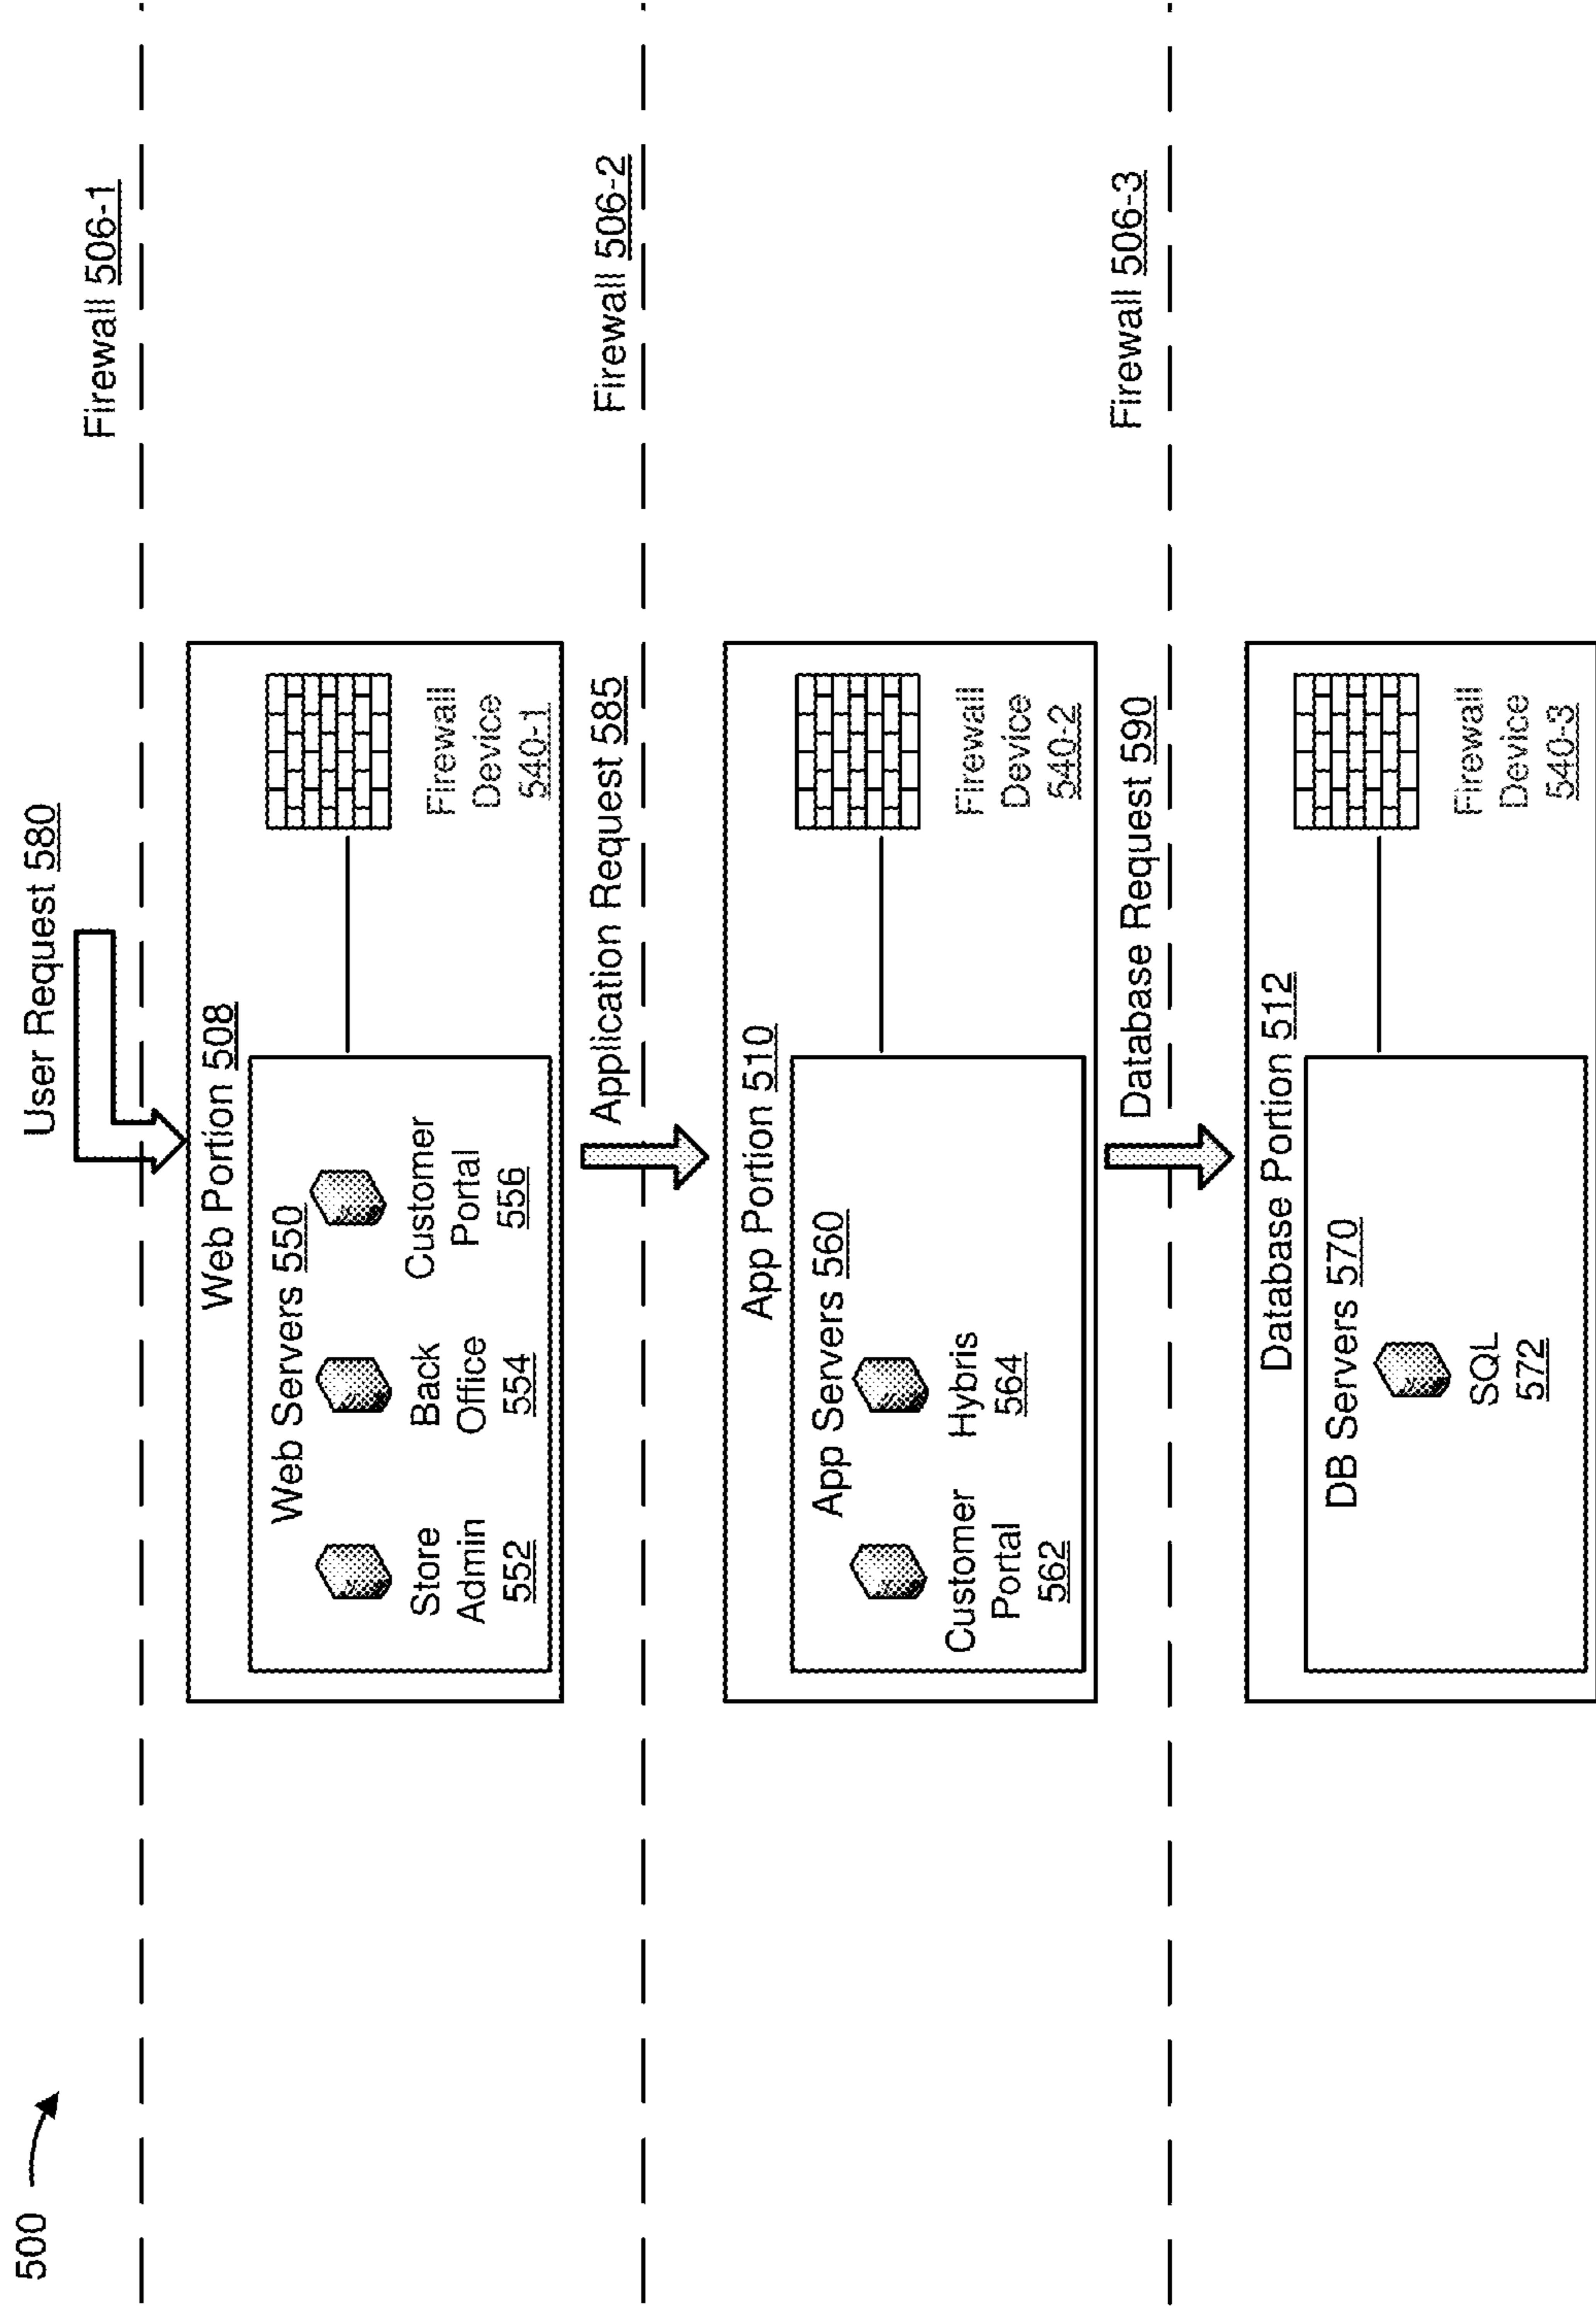 500
User Request 580
Firewall 506-1
Web Portion 508
Web Servers 550
Store
Admin
552
Back
Office
554
Customer
Portal
556
Firewall
Device
540-1
Application Request 585
Firewall 506-2
App Portion 510
App Servers 560
Customer
Portal
562
Hybris
564
Firewall
Device
540-2
Database Request 590
Firewall 506-3
Database Portion 512
DB Servers 570
SQL
572
Firewall
Device
540-3